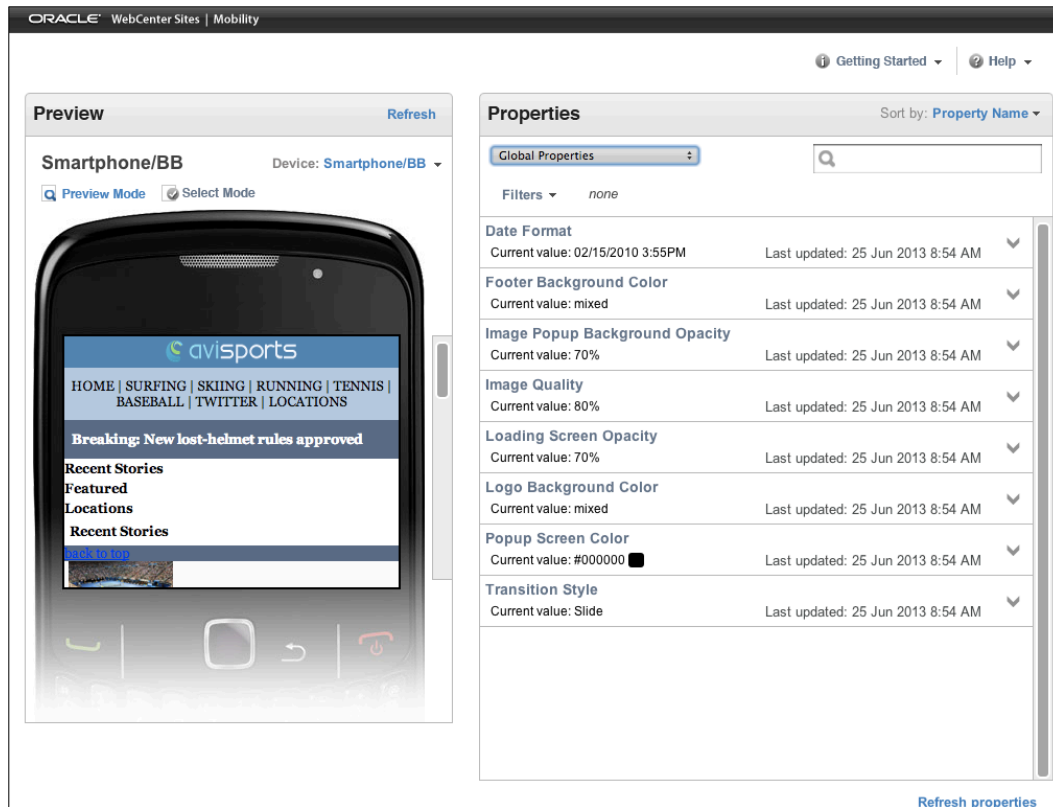 ORACLE WebCenter Sites | Mobility
Getting Started Help
Preview Refresh
Smartphone/BB Device: Smartphone/BB
Preview Mode Select Mode
avisports
HOME | SURFING | SKIING | RUNNING | TENNIS |
BASEBALL | TWITTER | LOCATIONS
Breaking: New lost-helmet rules approved
Recent Stories
Featured
Locations
Recent Stories
back to top
Properties Sort by: Property Name
Global Properties
Filters none
Date Format
Current value: 02/15/2010 3:55PM Last updated: 25 Jun 2013 8:54 AM
Footer Background Color
Current value: mixed Last updated: 25 Jun 2013 8:54 AM
Image Popup Background Opacity
Current value: 70% Last updated: 25 Jun 2013 8:54 AM
Image Quality
Current value: 80% Last updated: 25 Jun 2013 8:54 AM
Loading Screen Opacity
Current value: 70% Last updated: 25 Jun 2013 8:54 AM
Logo Background Color
Current value: mixed Last updated: 25 Jun 2013 8:54 AM
Popup Screen Color
Current value: #000000 Last updated: 25 Jun 2013 8:54 AM
Transition Style
Current value: Slide Last updated: 25 Jun 2013 8:54 AM
Refresh properties